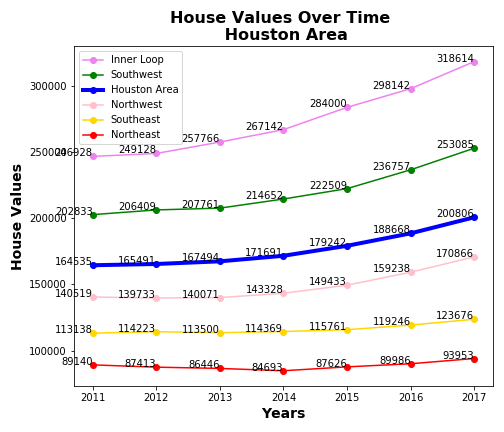 House Values Over Time
Houston Area
Inner Loop
Southwest
Houston Area
Northwest
Southeast
Northeast
House Values
300000
250000
200000
150000
100000
246928 249128 257766 267142 284000 298142 318614
202833 206409 207761 214652 222509 236757 253085
164535 165491 167494 171691 179242 188668 200806
140519 139733 140071 143328 149433 159238 170866
113138 114223 113500 114369 115761 119246 123676
89140 87413 86446 84693 87626 89986 93953
2011 2012 2013 2014 2015 2016 2017
Years